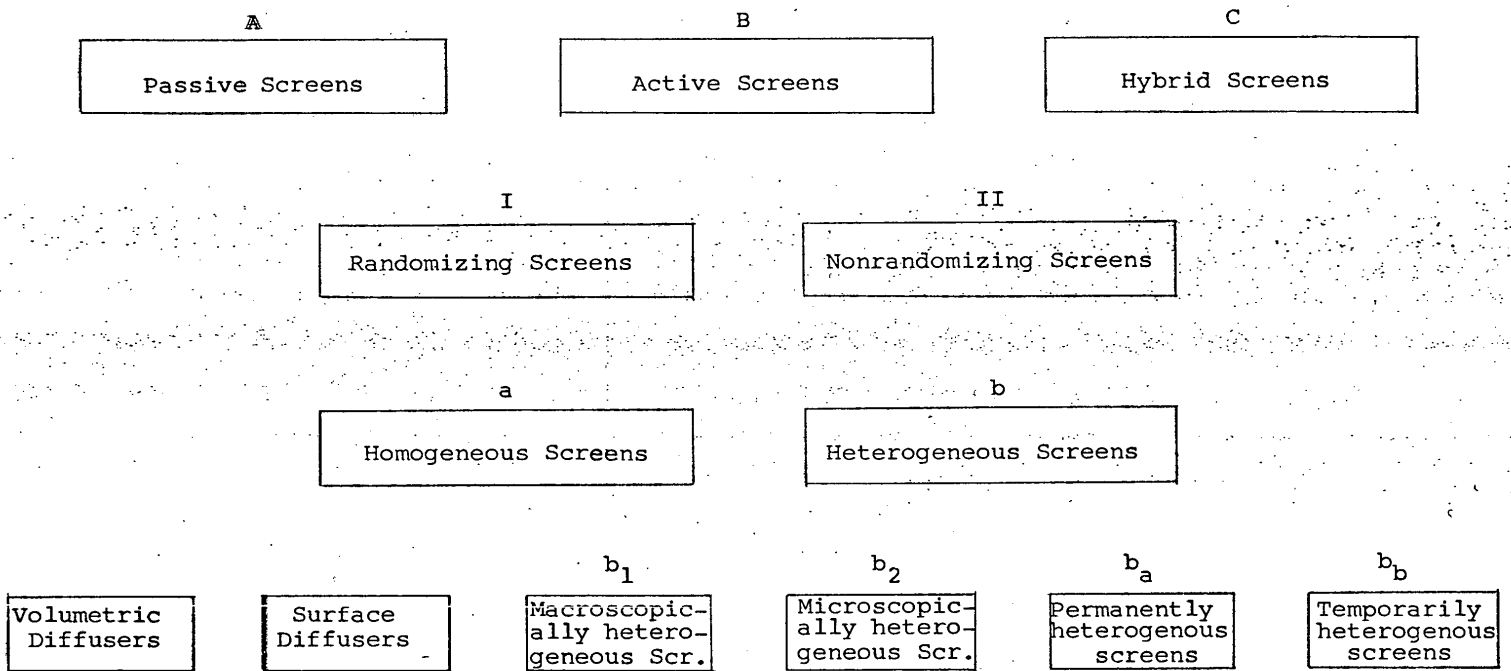 A B C
Passive Screens Active Screens Hybrid Screens
I II
Randomizing Screens Nonrandomizing Screens
a b
Homogeneous Screens Heterogeneous Screens
b1 b2 ba bb
Volumetric
Diffusers
Surface
Diffusers
Macroscopic-
ally hetero-
geneous Scr.
Microscopic-
ally hetero-
geneous Scr.
Permanently
heterogenous
screens
Temporarily
heterogenous
screens